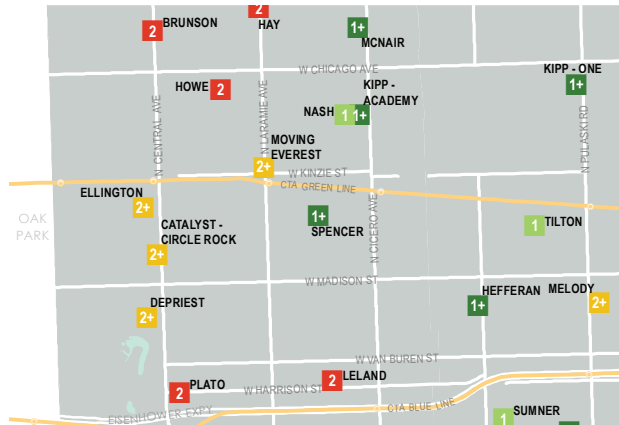 2
HAY
2 BRUNSON
1+
MCNAIR
W CHICAGO AVE
KIPP - ONE
1+
HOWE 2
KIPP -
ACADEMY
NASH 1 1+
N CENTRAL AVE
N LARAMIE AVE
N PULASKI RD
MOVING
EVEREST
2+
W KINZIE ST
CTA GREEN LINE
ELLINGTON
2+
OAK
PARK
CATALYST -
CIRCLE ROCK
2+
1+
SPENCER
N CICERO AVE
1 TILTON
W MADISON ST
HEFFERAN
1+
MELODY
2+
DEPRIEST
2+
W VAN BUREN ST
2 LELAND
2 PLATO
W HARRISON ST
EISENHOWER EXPY
CTA BLUE LINE
1 SUMNER